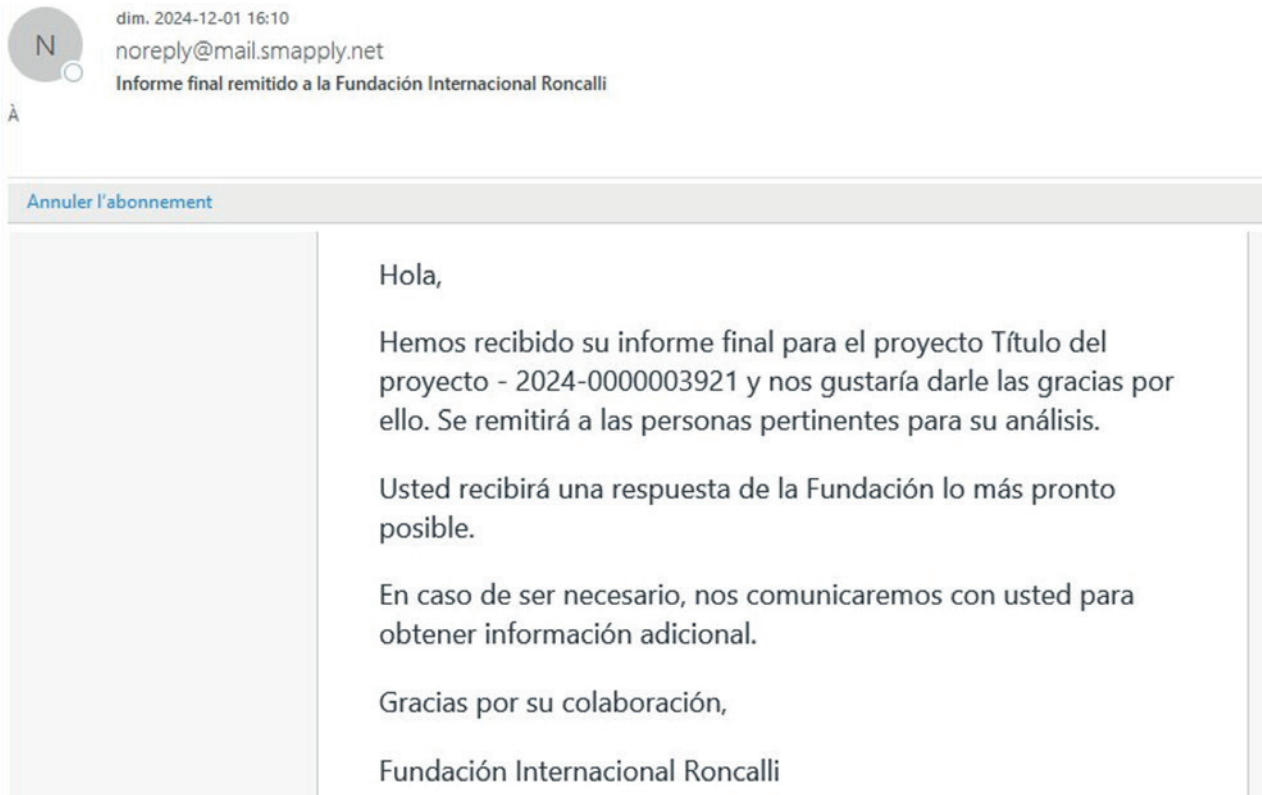 dim. 2024-12-01 16:10
N
noreply@mail.smapply.net
Informe final remitido a la Fundación Internacional Roncalli
À
Annuler l'abonnement
Hola,
Hemos recibido su informe final para el proyecto Título del
proyecto - 2024-0000003921 y nos gustaría darle las gracias por
ello. Se remitirá a las personas pertinentes para su análisis.
Usted recibirá una respuesta de la Fundación lo más pronto
posible.
En caso de ser necesario, nos comunicaremos con usted para
obtener información adicional.
Gracias por su colaboración,
Fundación Internacional Roncalli